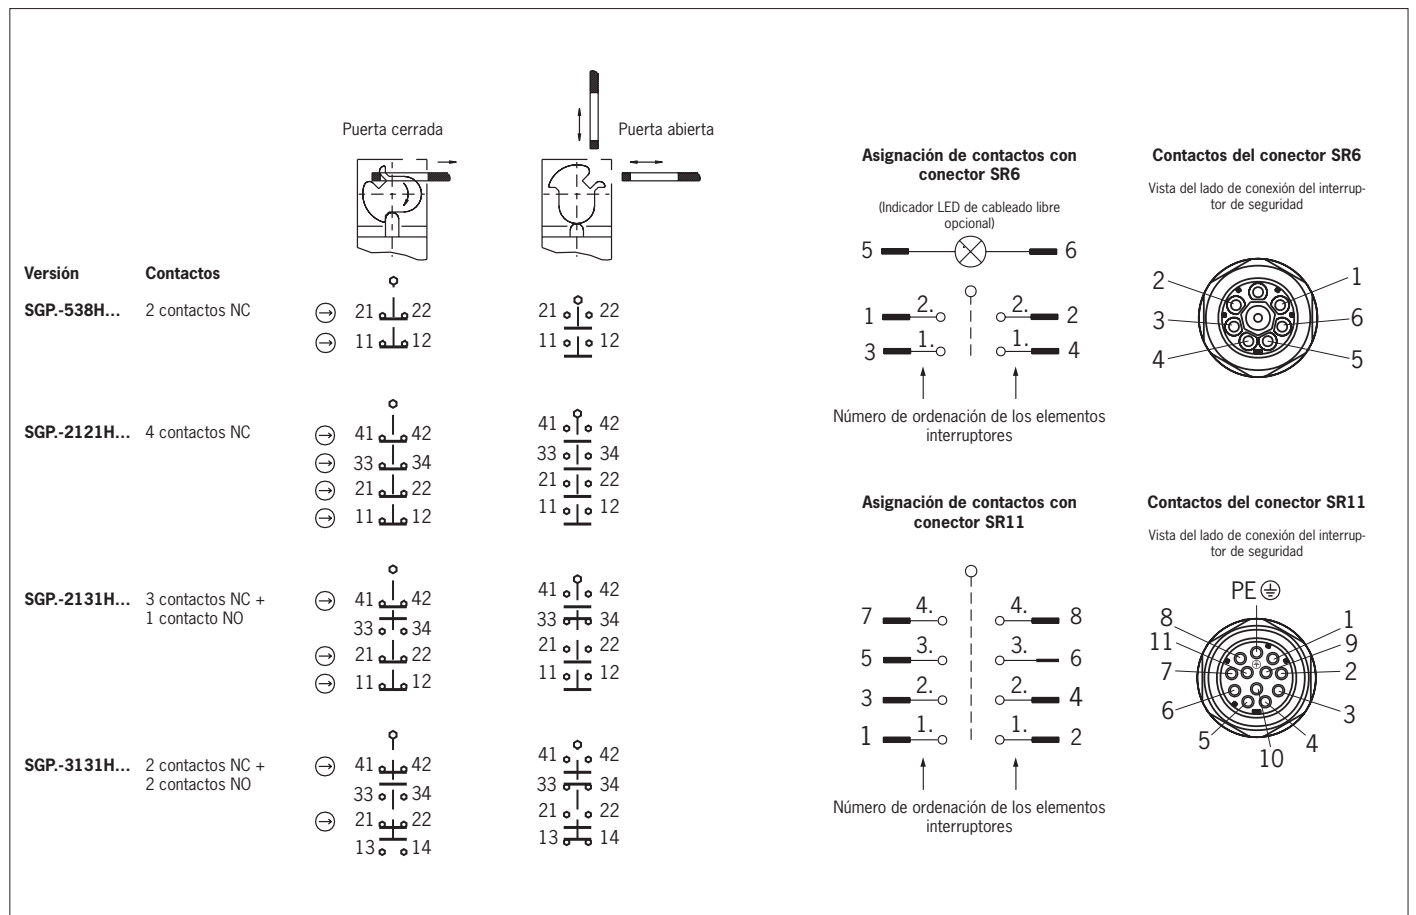 Puerta cerrada
Puerta abierta
Versión Contactos
SGP.-538H... 2 contactos NC
21 22
11 12
21 22
11 12
SGP.-2121H... 4 contactos NC
41 42
33 34
21 22
11 12
41 42
33 34
21 22
11 12
SGP.-2131H... 3 contactos NC +
1 contacto NO
41 42
33 34
21 22
11 12
41 42
33 34
21 22
11 12
SGP.-3131H... 2 contactos NC +
2 contactos NO
41 42
33 34
21 22
13 14
41 42
33 34
21 22
13 14
Asignación de contactos con
conector SR6
(Indicador LED de cableado libre
opcional)
5 6
1 2. 2. 2
3 1. 1. 4
Número de ordenación de los elementos
interruptores
Contactos del conector SR6
Vista del lado de conexión del interrup-
tor de seguridad
2 1
3 6
4 5
Asignación de contactos con
conector SR11
7 4. 4. 8
5 3. 3. 6
3 2. 2. 4
1 1. 1. 2
Número de ordenación de los elementos
interruptores
Contactos del conector SR11
Vista del lado de conexión del interrup-
tor de seguridad
PE
8 1
11 9
7 2
6 3
5 4
10